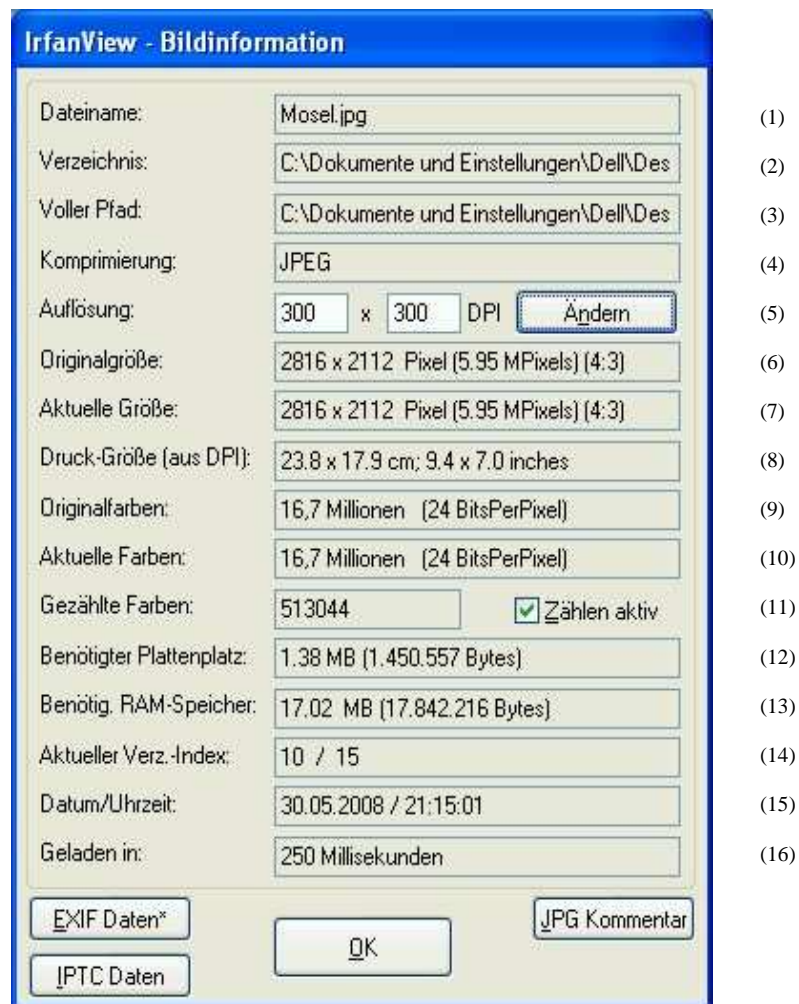 IrfanView - Bildinformation
Dateiname: Mosel.jpg (1)
Verzeichnis: C:\Dokumente und Einstellungen\Dell\Des (2)
Voller Pfad: C:\Dokumente und Einstellungen\Dell\Des (3)
Komprimierung: JPEG (4)
Auflösung: 300 x 300 DPI Ändern (5)
Originalgröße: 2816 x 2112 Pixel (5.95 MPixels) (4:3) (6)
Aktuelle Größe: 2816 x 2112 Pixel (5.95 MPixels) (4:3) (7)
Druck-Größe (aus DPI): 23.8 x 17.9 cm; 9.4 x 7.0 inches (8)
Originalfarben: 16,7 Millionen (24 BitsPerPixel) (9)
Aktuelle Farben: 16,7 Millionen (24 BitsPerPixel) (10)
Gezählte Farben: 513044 Zählen aktiv (11)
Benötigter Plattenplatz: 1.38 MB (1.450.557 Bytes) (12)
Benötig. RAM-Speicher: 17.02 MB (17.842.216 Bytes) (13)
Aktueller Verz.-Index: 10 / 15 (14)
Datum/Uhrzeit: 30.05.2008 / 21:15:01 (15)
Geladen in: 250 Millisekunden (16)
EXIF Daten* JPG Kommentar
OK
IPTC Daten